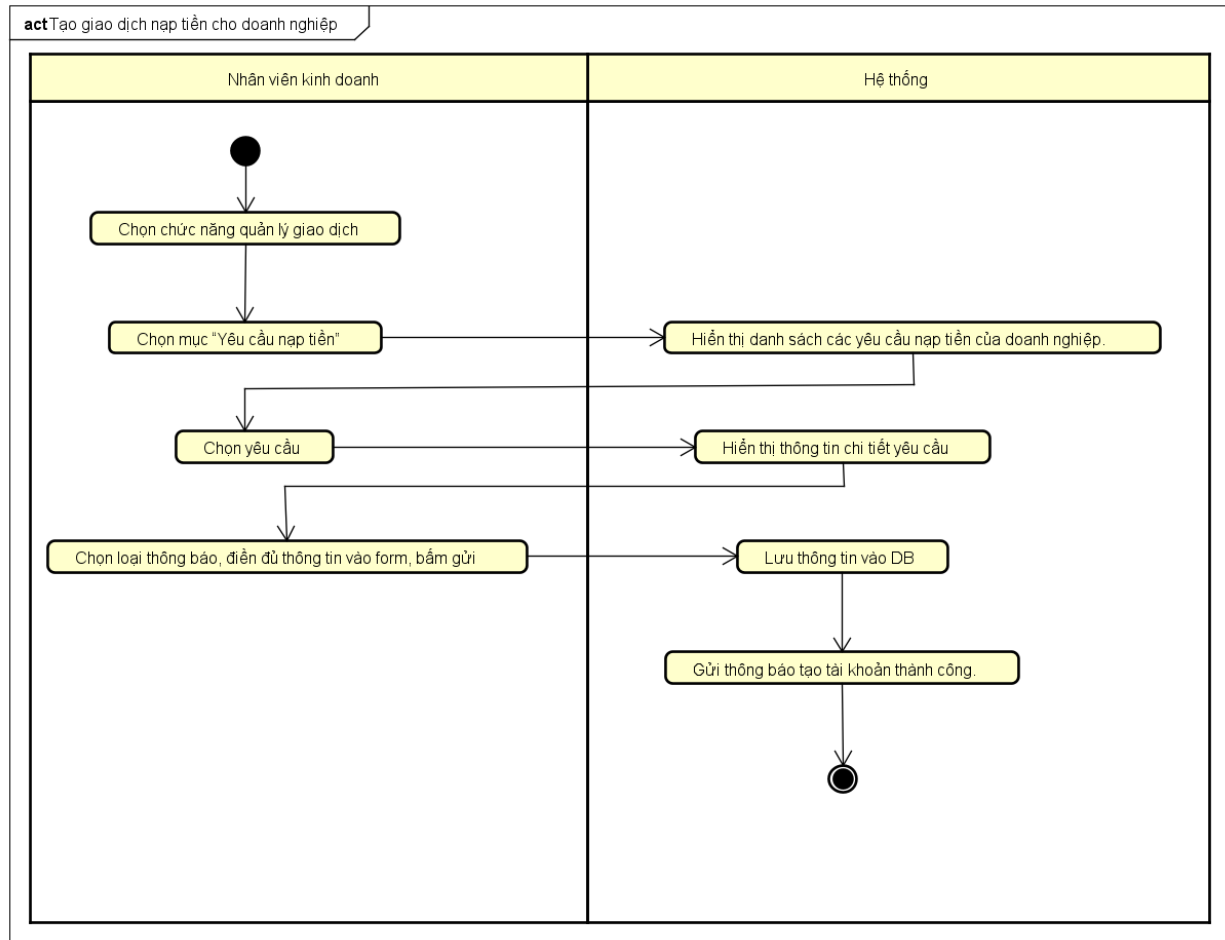 act Tạo giao dịch nạp tiền cho doanh nghiệp
Nhân viên kinh doanh
Hệ thống
Chọn chức năng quản lý giao dịch
Chọn mục “Yêu cầu nạp tiền”
Hiển thị danh sách các yêu cầu nạp tiền của doanh nghiệp.
Chọn yêu cầu
Hiển thị thông tin chi tiết yêu cầu
Chọn loại thông báo, điền đủ thông tin vào form, bấm gửi
Lưu thông tin vào DB
Gửi thông báo tạo tài khoản thành công.